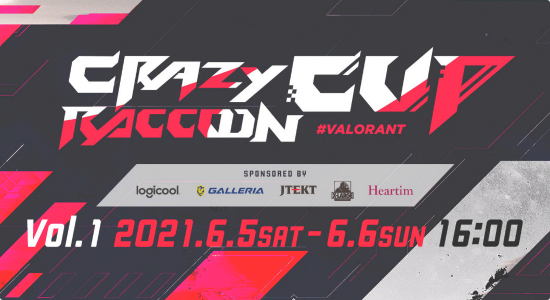 CRAZY
RACCOON
CUP
#VALORANT
SPONSORED BY
logicool GALLERIA JTEKT Heartim
Vol.1 2021.6.5SAT-6.6SUN 16:00